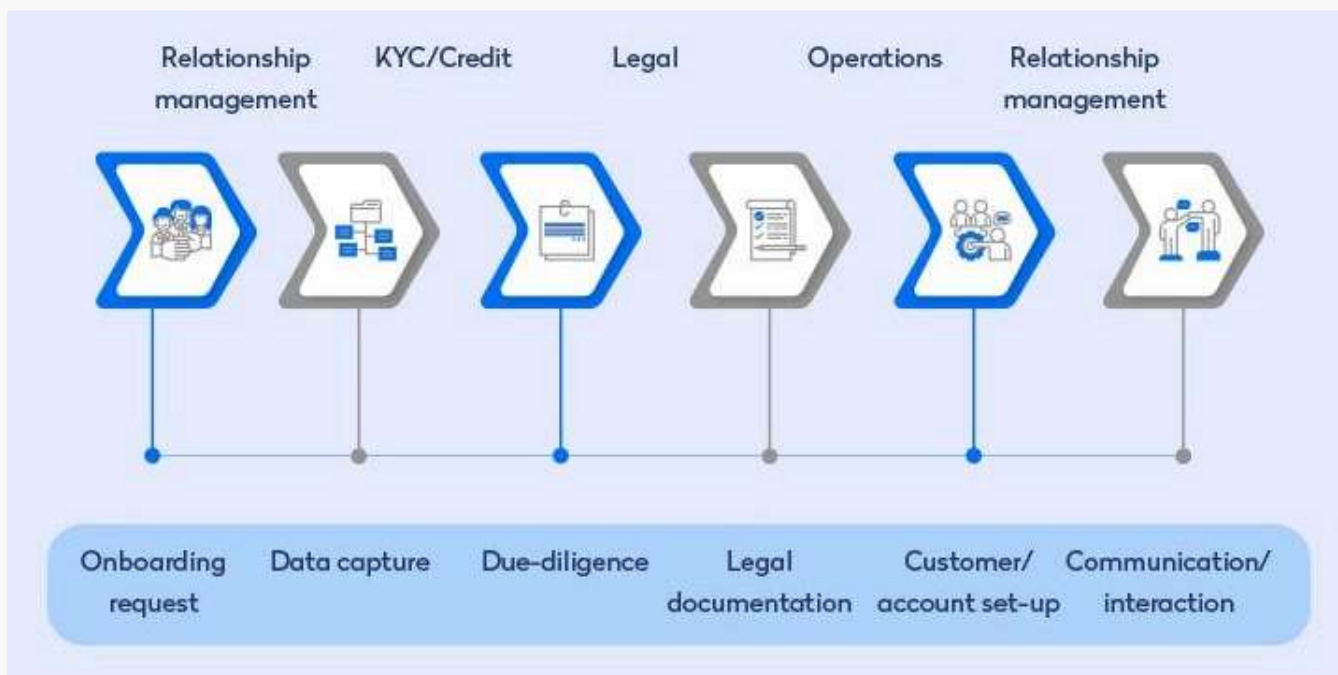 Relationship management
KYC/Credit
Legal
Operations
Relationship management
Onboarding request
Data capture
Due-diligence
Legal documentation
Customer/ account set-up
Communication/ interaction